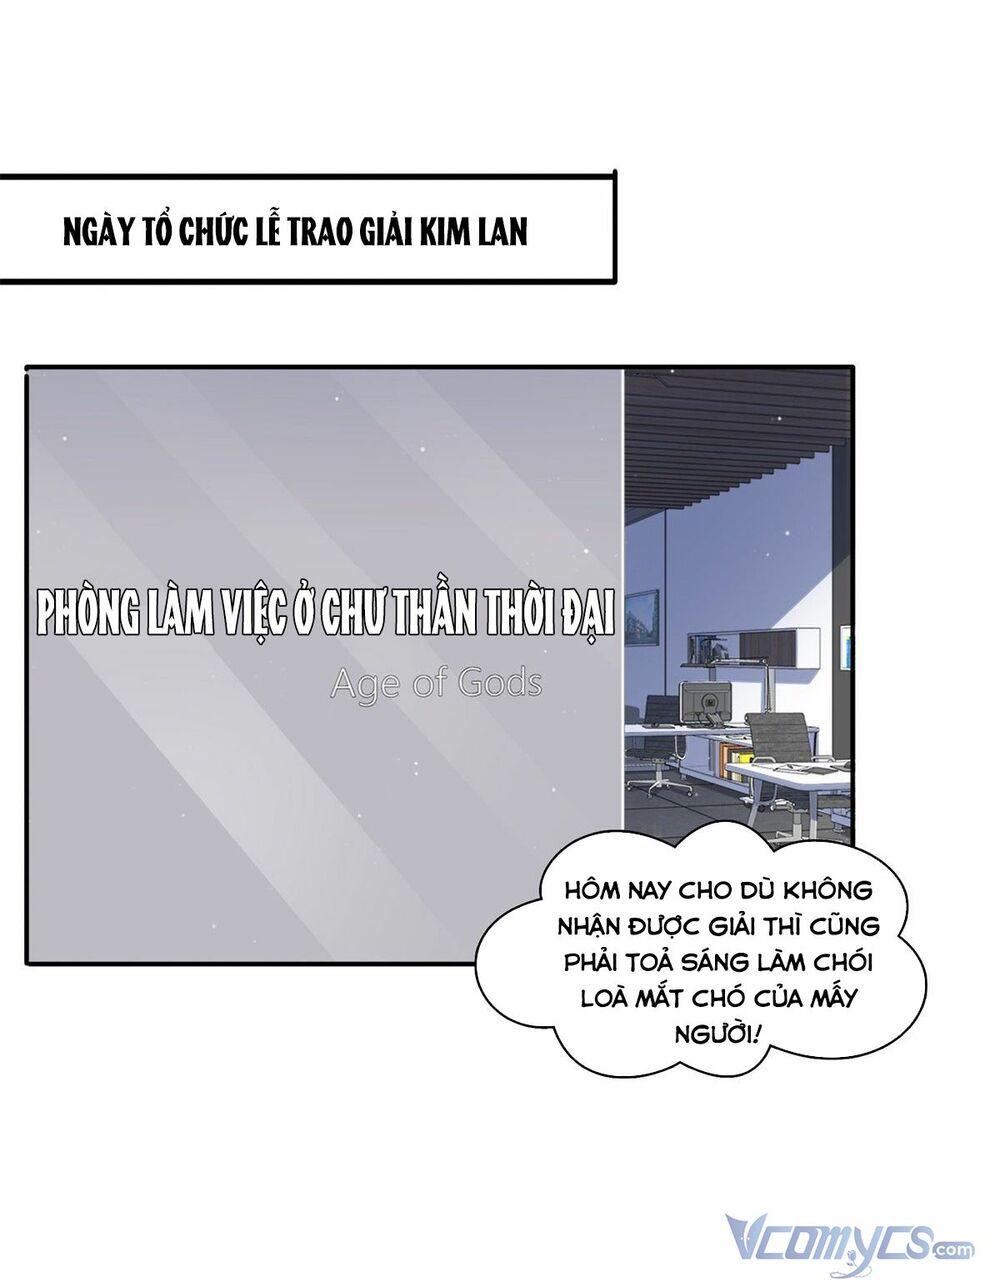 NGÀY TỔ CHỨC LỄ TRAO GIẢI KIM LAN
PHÒNG LÀM VIỆC Ở CHƯ THẦN THỜI ĐẠI
Age of Gods
HÔM NAY CHO DÙ KHÔNG
NHẬN ĐƯỢC GIẢI THÌ CŨNG
PHẢI TOẢ SÁNG LÀM CHÓI
LOÀ MẮT CHÓ CỦA MẤY
NGƯỜI!
VCOMYCS.com